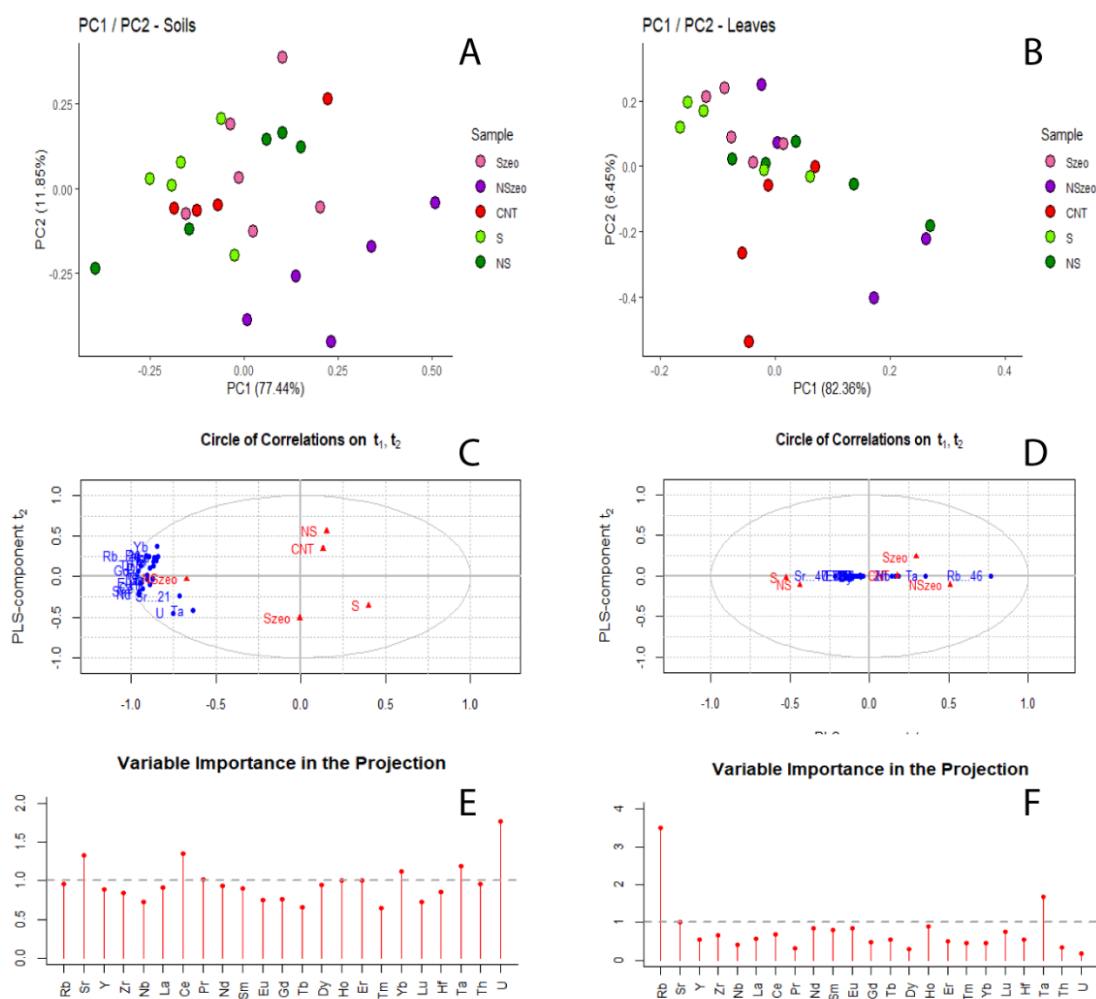 PC1 / PC2 - Soils
A
0.25
0.00
-0.25
PC2 (11.85%)
-0.25
0.00
0.25
0.50
PC1 (77.44%)
Sample
Szeo
NSzeo
CNT
S
NS
PC1 / PC2 - Leaves
B
0.2
0.0
-0.2
-0.4
PC2 (6.45%)
-0.2
0.0
0.2
0.4
PC1 (82.36%)
Sample
Szeo
NSzeo
CNT
S
NS
Circle of Correlations on t1, t2
C
PLS-component t2
1.0
0.5
0.0
-0.5
-1.0
Yb
NS
CNT
Sr...21
U
Ta
Szeo
S
-1.0
-0.5
0.0
0.5
1.0
Circle of Correlations on t1, t2
D
PLS-component t2
1.0
0.5
0.0
-0.5
-1.0
Szeo
S
NS
Ta
Rb...46
NSzeo
-1.0
-0.5
0.0
0.5
1.0
Variable Importance in the Projection
E
2.0
1.5
1.0
0.5
0.0
Rb
Sr
Y
Zr
Nb
La
Ce
Pr
Nd
Sm
Eu
Gd
Tb
Dy
Ho
Er
Tm
Yb
Lu
Hf
Ta
Th
U
Variable Importance in the Projection
F
4
3
2
1
0
Rb
Sr
Y
Zr
Nb
La
Ce
Pr
Nd
Sm
Eu
Gd
Tb
Dy
Ho
Er
Tm
Yb
Lu
Hf
Ta
Th
U